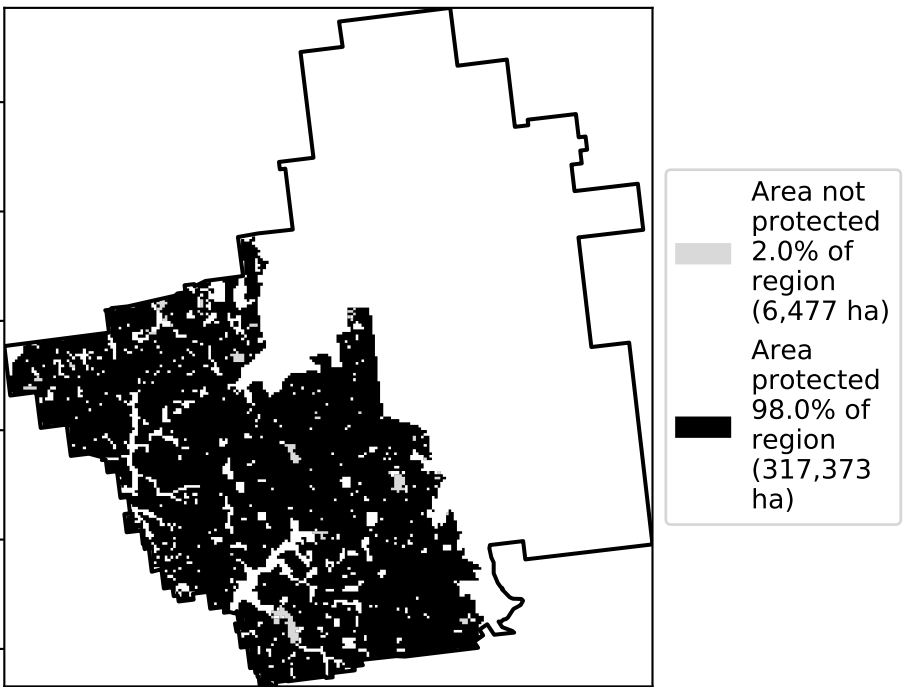 Area not
protected
2.0% of
region
(6,477 ha)
Area
protected
98.0% of
region
(317,373
ha)